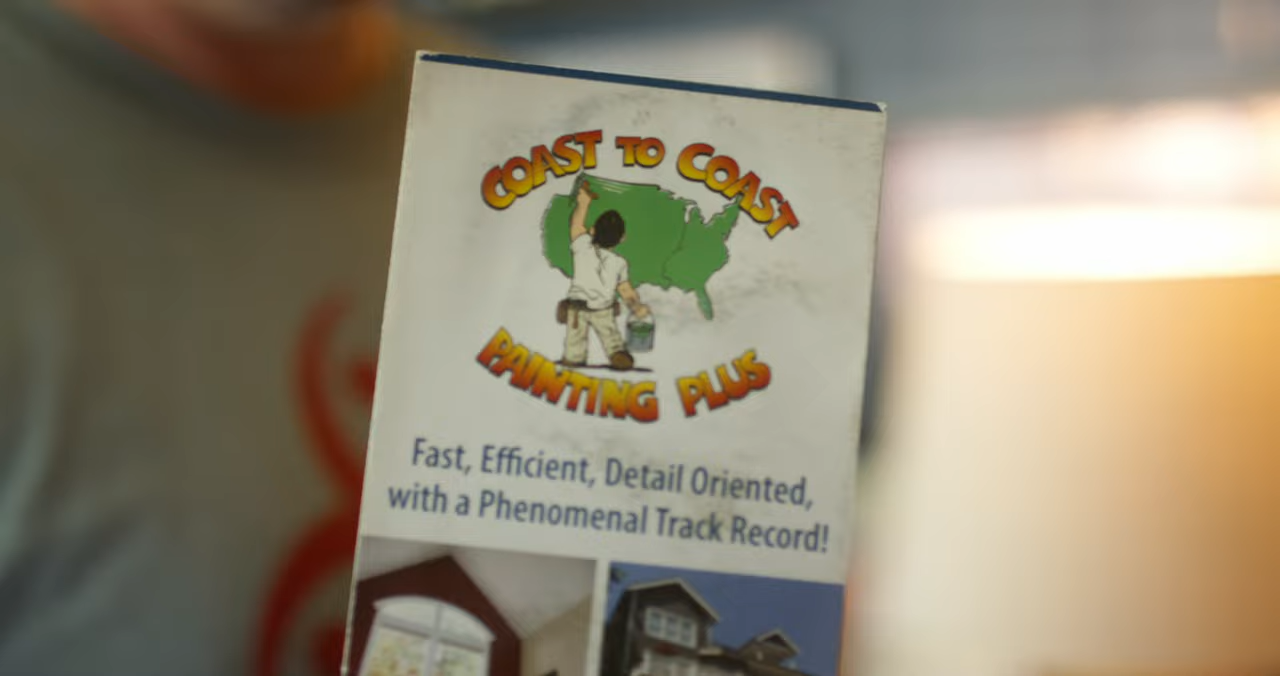 COAST TO COAST
PAINTING PLUS
Fast, Efficient, Detail Oriented,
with a Phenomenal Track Record!